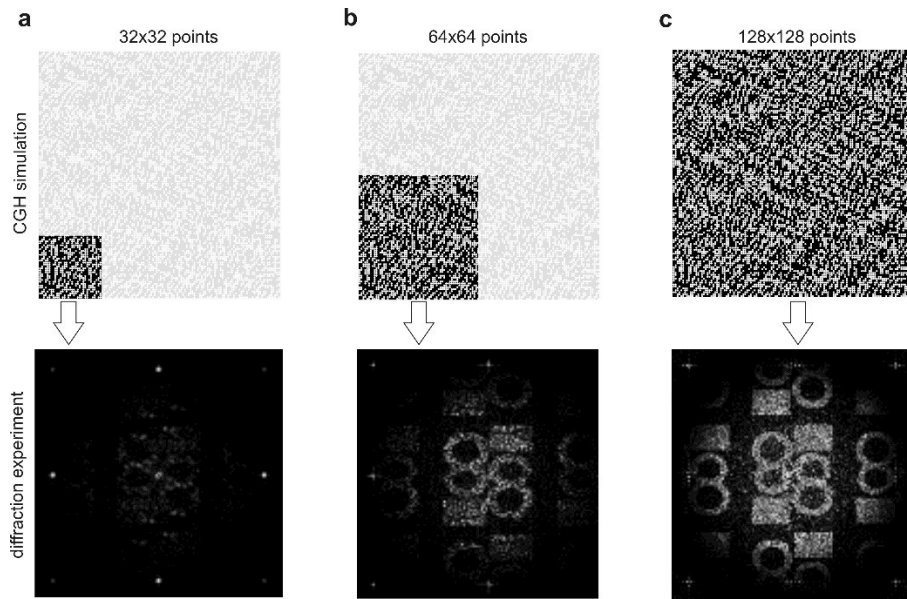 a
b
c
32x32 points
64x64 points
128x128 points
CGH simulation
diffraction experiment